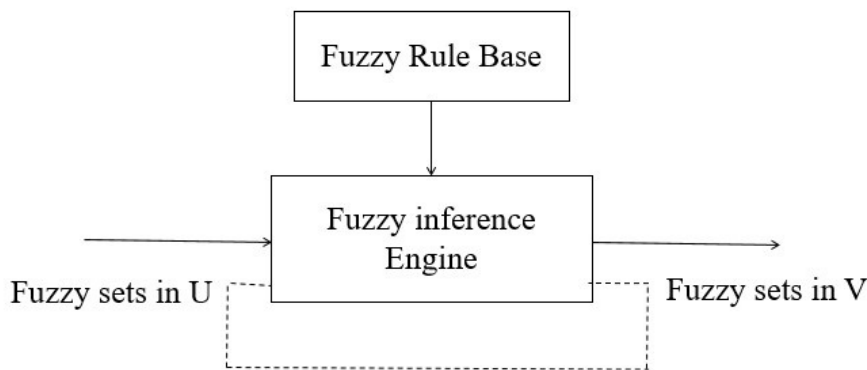 Fuzzy Rule Base
Fuzzy inference
Engine
Fuzzy sets in U
Fuzzy sets in V